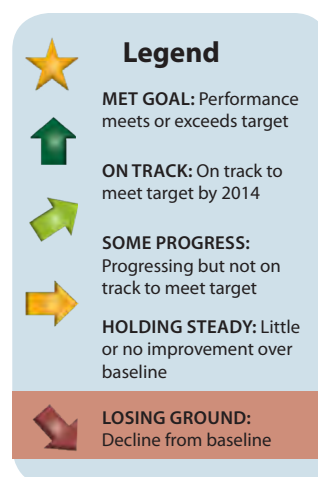 Legend
MET GOAL: Performance
meets or exceeds target
ON TRACK: On track to
meet target by 2014
SOME PROGRESS:
Progressing but not on
track to meet target
HOLDING STEADY: Little
or no improvement over
baseline
LOSING GROUND:
Decline from baseline